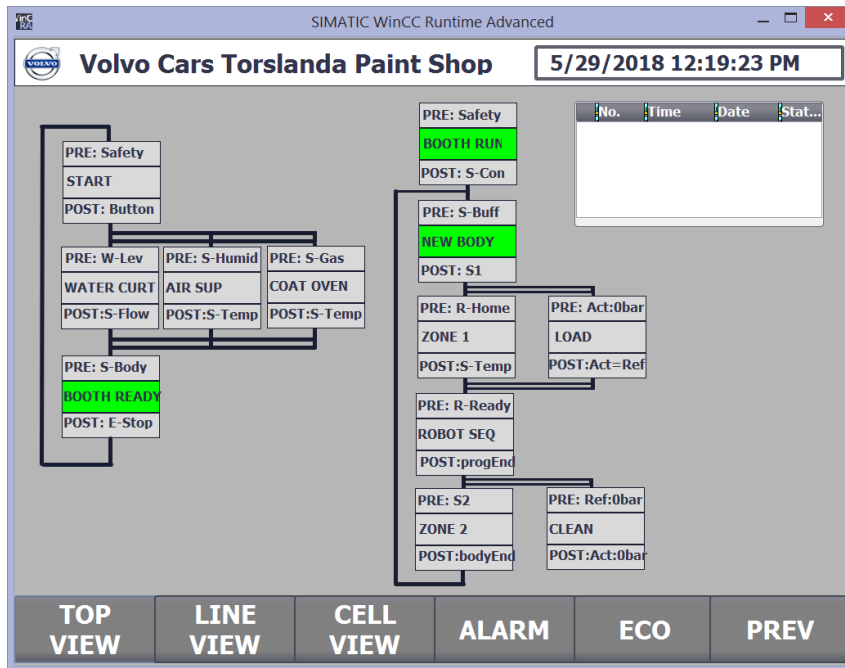 SIMATIC WinCC Runtime Advanced
VOLVO
Volvo Cars Torslanda Paint Shop
5/29/2018 12:19:23 PM
PRE: Safety
START
POST: Button
PRE: W-Lev
WATER CURT
POST:S-Flow
PRE: S-Humid
AIR SUP
POST:S-Temp
PRE: S-Gas
COAT OVEN
POST:S-Temp
PRE: S-Body
BOOTH READY
POST: E-Stop
PRE: Safety
BOOTH RUN
POST: S-Con
PRE: S-Buff
NEW BODY
POST: S1
PRE: R-Home
ZONE 1
POST:S-Temp
PRE: Act:0bar
LOAD
POST:Act=Ref
PRE: R-Ready
ROBOT SEQ
POST:progEnd
PRE: S2
ZONE 2
POST:bodyEnd
PRE: Ref:0bar
CLEAN
POST:Act:0bar
No. Time Date Stat...
TOP
VIEW
LINE
VIEW
CELL
VIEW
ALARM
ECO
PREV